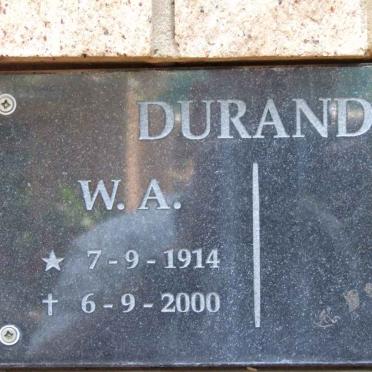 DURAND
W. A.
★ 7 - 9 - 1914
† 6 - 9 - 2000